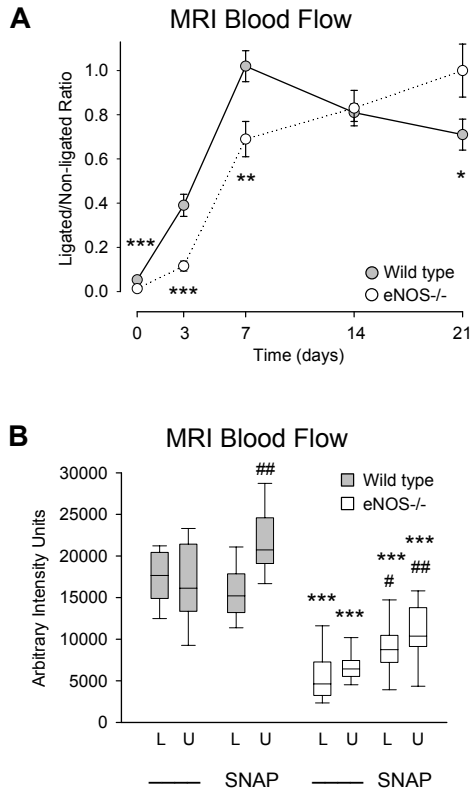 A
MRI Blood Flow
Ligated/Non-ligated Ratio
1.0
0.8
0.6
0.4
0.2
0.0
***
***
**
*
Wild type
eNOS-/-
0 3 7 14 21
Time (days)
B
MRI Blood Flow
Arbitrary Intensity Units
30000
25000
20000
15000
10000
5000
0
##
Wild type
eNOS-/-
***
***
***
#
***
##
L U L U L U L U
SNAP SNAP